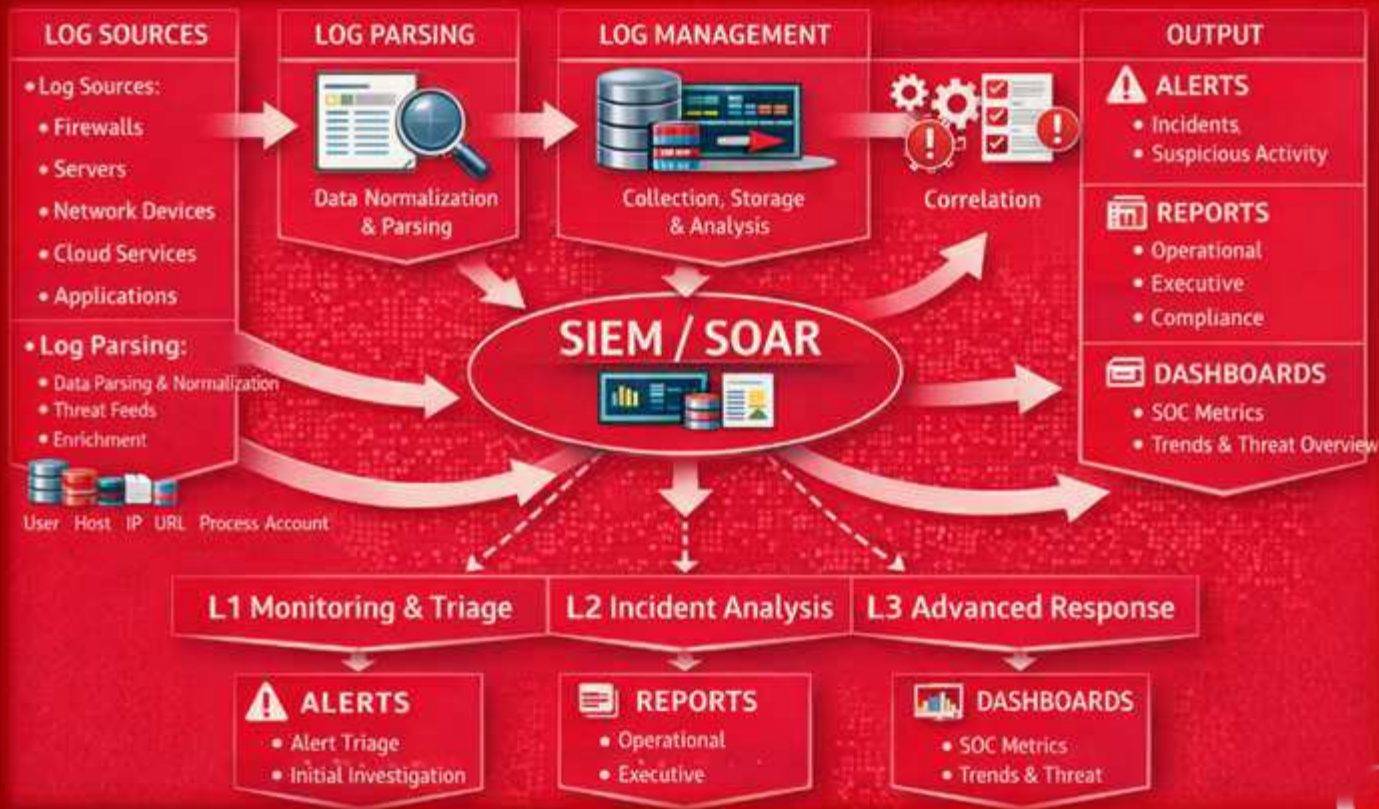 LOG SOURCES
• Log Sources:
• Firewalls
• Servers
• Network Devices
• Cloud Services
• Applications
• Log Parsing:
• Data Parsing & Normalization
• Threat Feeds
• Enrichment
User Host IP URL Process Account
LOG PARSING
Data Normalization
& Parsing
LOG MANAGEMENT
Collection, Storage
& Analysis
Correlation
OUTPUT
ALERTS
• Incidents
• Suspicious Activity
REPORTS
• Operational
• Executive
• Compliance
DASHBOARDS
• SOC Metrics
• Trends & Threat Overview
SIEM / SOAR
L1 Monitoring & Triage
L2 Incident Analysis
L3 Advanced Response
ALERTS
• Alert Triage
• Initial Investigation
REPORTS
• Operational
• Executive
DASHBOARDS
• SOC Metrics
• Trends & Threat